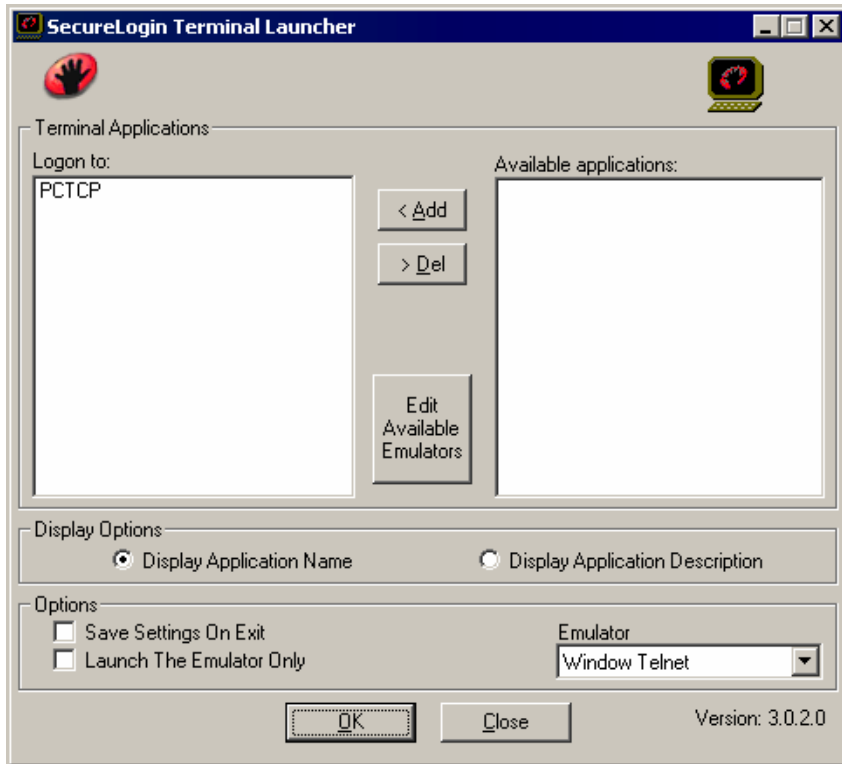 SecureLogin Terminal Launcher
Terminal Applications
Logon to:
Available applications:
PCTCP
< Add
> Del
Edit
Available
Emulators
Display Options
Display Application Name
Display Application Description
Options
Save Settings On Exit
Emulator
Launch The Emulator Only
Window Telnet
OK
Close
Version: 3.0.2.0